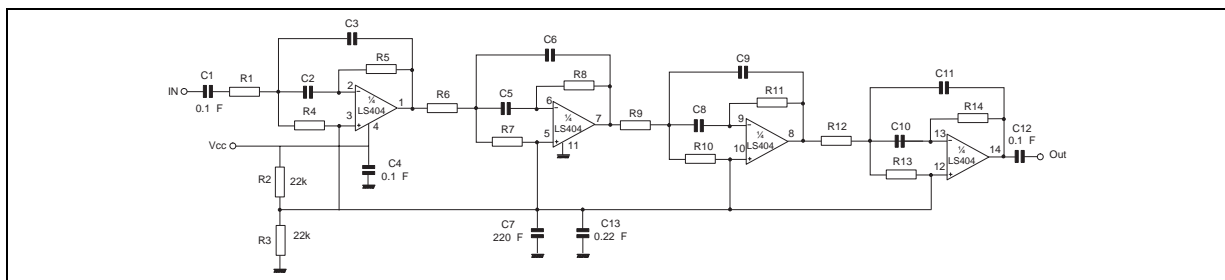 C3
C6
C9
C11
C1
R1
C2
R5
IN
0.1 F
R4
2
3
1
4
¼
LS404
R6
C5
R8
R7
6
5
7
11
¼
LS404
R9
C8
R11
R10
9
10
8
¼
LS404
R12
C10
R14
R13
13
12
14
¼
LS404
C12
0.1 F
Out
Vcc
C4
0.1 F
R2
22k
R3
22k
C7
220 F
C13
0.22 F